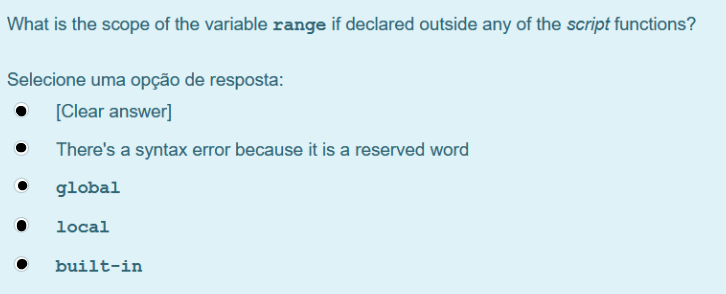 What is the scope of the variable range if declared outside any of the script functions?
Selecione uma opção de resposta:
[Clear answer]
There's a syntax error because it is a reserved word
global
local
built-in